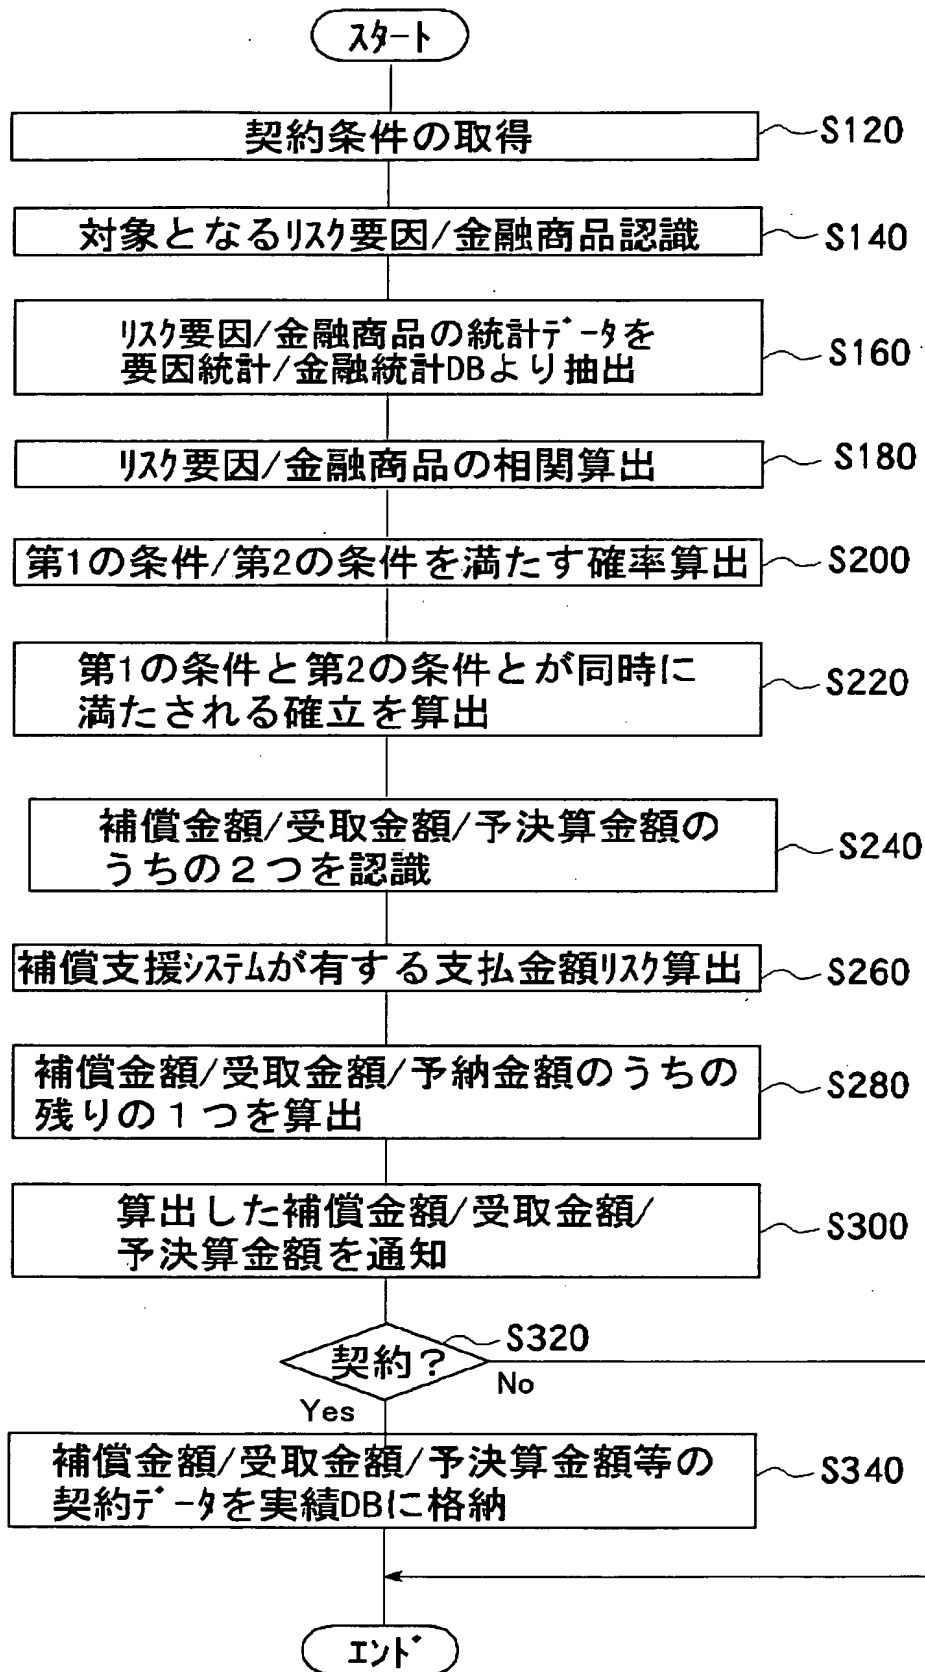 スタート
契約条件の取得
S120
対象となるﾘｽｸ要因/金融商品認識
S140
ﾘｽｸ要因/金融商品の統計ﾃﾞｰﾀを
要因統計/金融統計DBより抽出
S160
ﾘｽｸ要因/金融商品の相関算出
S180
第1の条件/第2の条件を満たす確率算出
S200
第1の条件と第2の条件とが同時に
満たされる確立を算出
S220
補償金額/受取金額/予決算金額の
うちの２つを認識
S240
補償支援ｼｽﾃﾑが有する支払金額ﾘｽｸ算出
S260
補償金額/受取金額/予納金額のうちの
残りの１つを算出
S280
算出した補償金額/受取金額/
予決算金額を通知
S300
契約？
S320
No
Yes
補償金額/受取金額/予決算金額等の
契約ﾃﾞｰﾀを実績DBに格納
S340
ｴﾝﾄﾞ